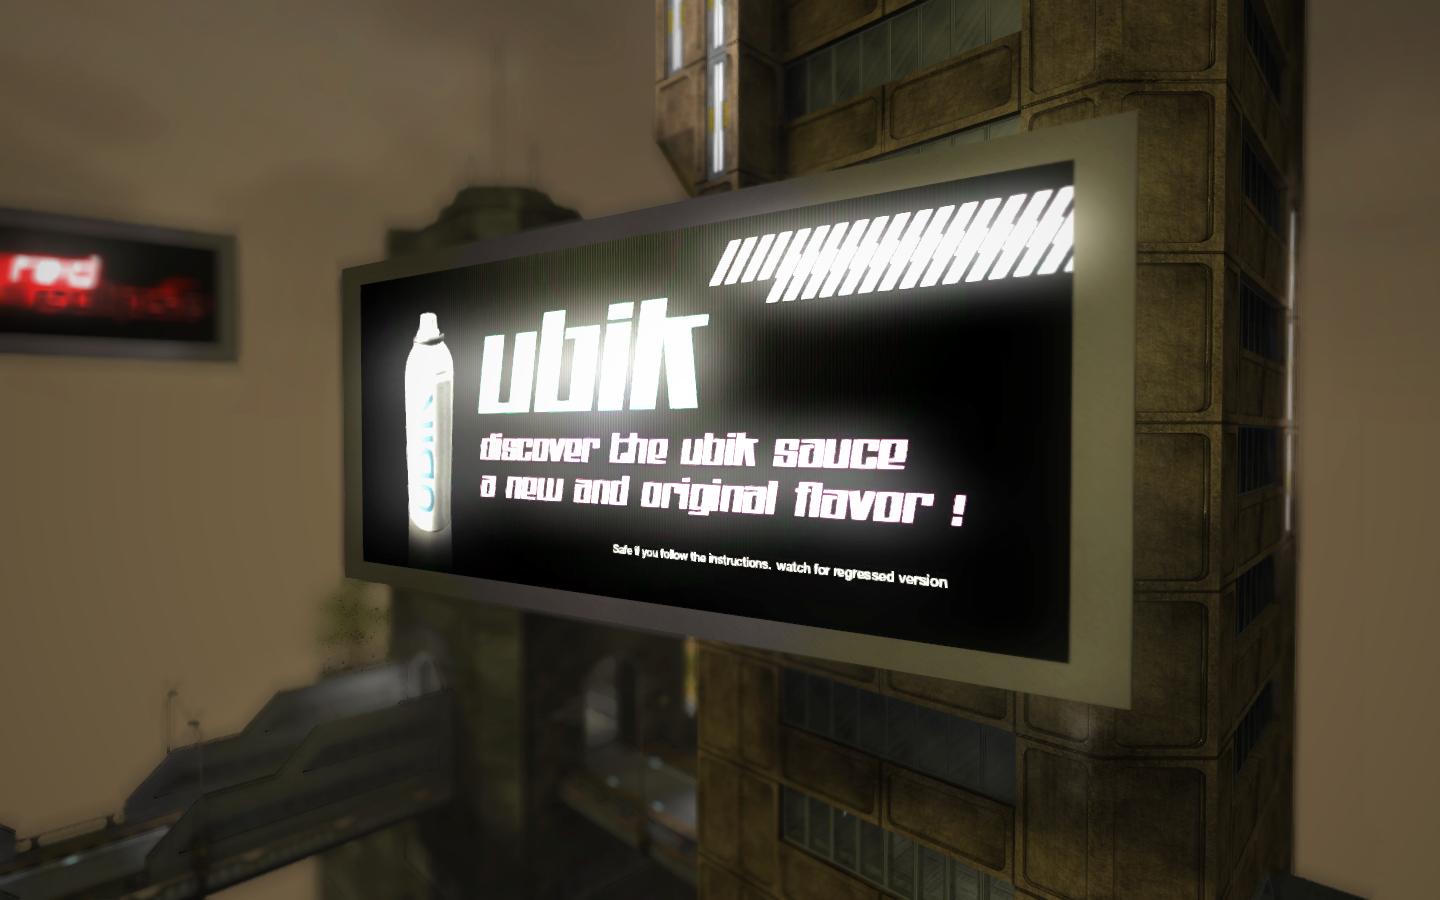 red
ubik
UBIK
discover the ubik sauce
a new and original flavor !
Safe if you follow the instructions. watch for regressed version